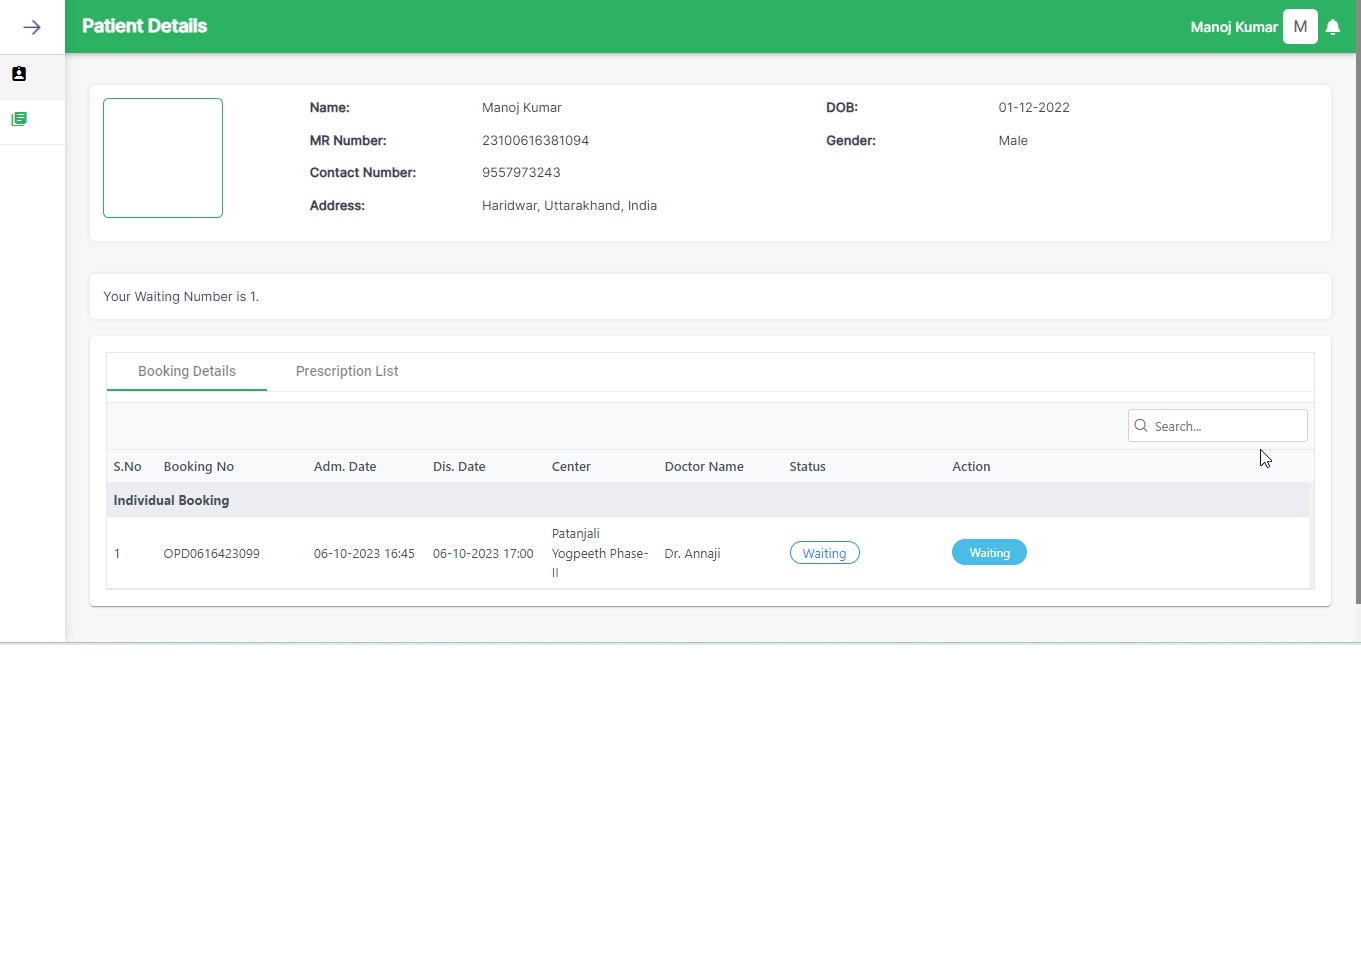 Patient Details
Manoj Kumar M
Name: Manoj Kumar DOB: 01-12-2022
MR Number: 23100616381094 Gender: Male
Contact Number: 9557973243
Address: Haridwar, Uttarakhand, India
Your Waiting Number is 1.
Booking Details Prescription List
Search...
S.No Booking No Adm. Date Dis. Date Center Doctor Name Status Action
Individual Booking
1 OPD0616423099 06-10-2023 16:45 06-10-2023 17:00 Patanjali Yogpeeth Phase-II Dr. Annaji Waiting Waiting